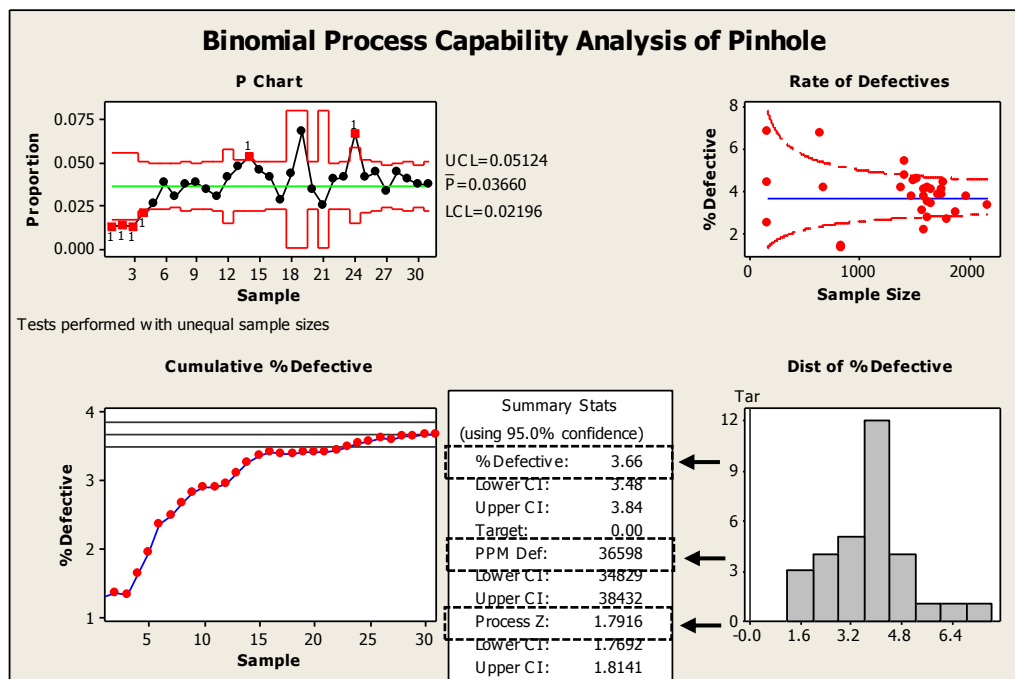 Binomial Process Capability Analysis of Pinhole
P Chart
Proportion
0.075
0.050
0.025
0.000
1
1
1
1
1
1
UCL=0.05124
P̅=0.03660
LCL=0.02196
3 6 9 12 15 18 21 24 27 30
Sample
Tests performed with unequal sample sizes
Rate of Defectives
%Defective
8
6
4
2
0 1000 2000
Sample Size
Cumulative %Defective
%Defective
4
3
2
1
5 10 15 20 25 30
Sample
Summary Stats
(using 95.0% confidence)
%Defective: 3.66
Lower CI: 3.48
Upper CI: 3.84
Target: 0.00
PPM Def: 36598
Lower CI: 34829
Upper CI: 38432
Process Z: 1.7916
Lower CI: 1.7692
Upper CI: 1.8141
Dist of %Defective
Tar
12
9
6
3
0
-0.0 1.6 3.2 4.8 6.4